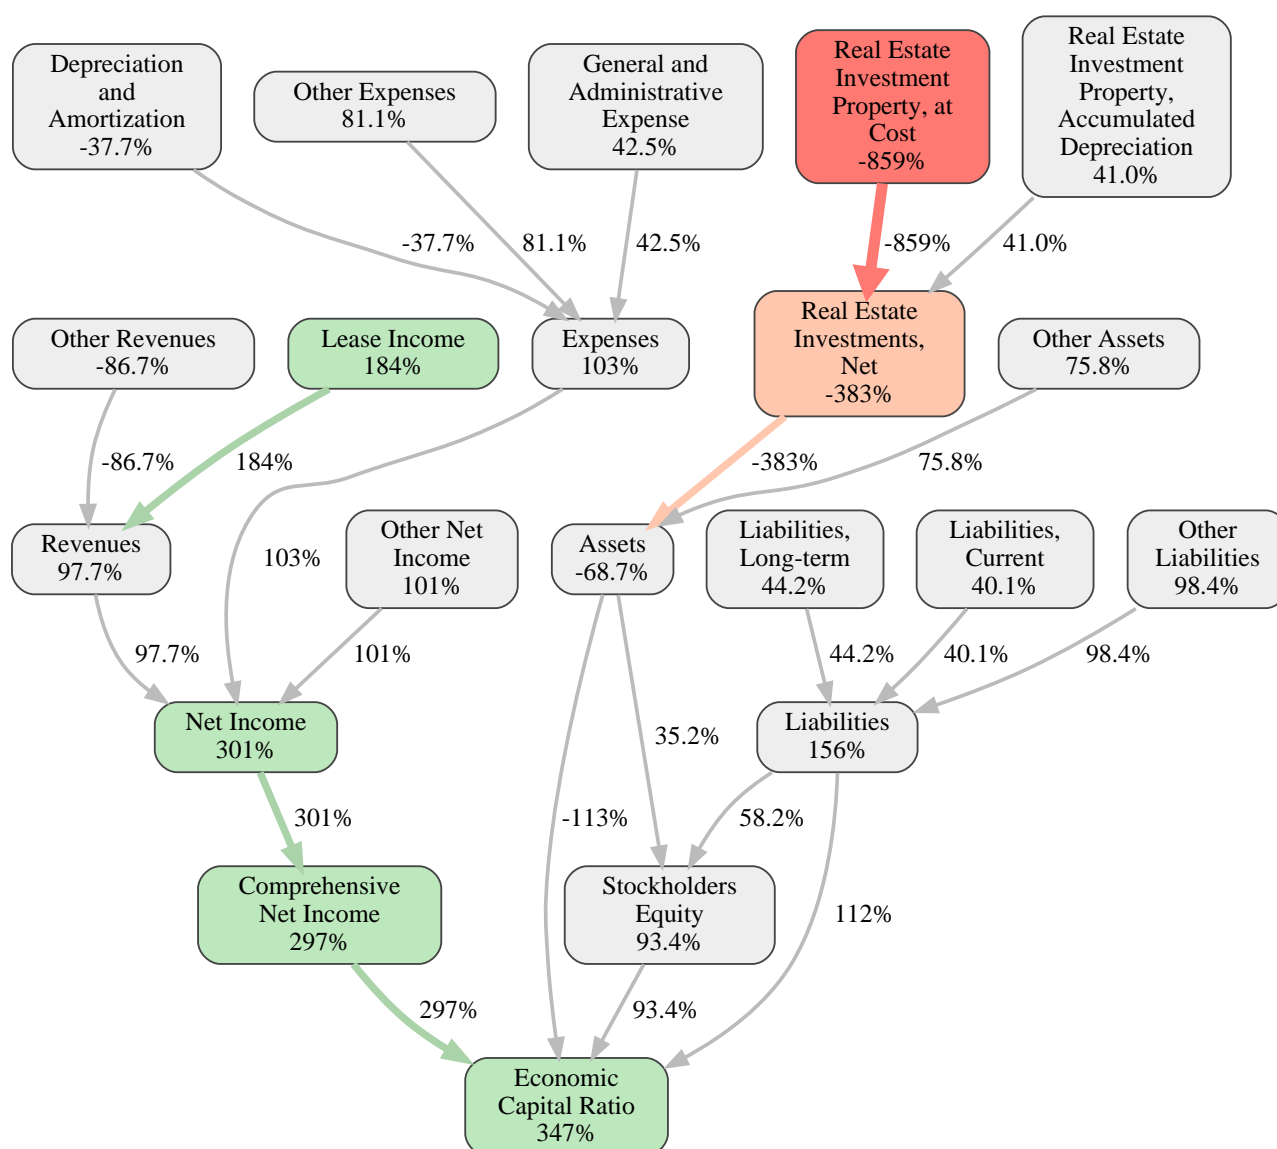 Depreciation
and
Amortization
-37.7%
Other Expenses
81.1%
General and
Administrative
Expense
42.5%
Real Estate
Investment
Property, at
Cost
-859%
Real Estate
Investment
Property,
Accumulated
Depreciation
41.0%
-37.7%
81.1%
42.5%
-859%
41.0%
Other Revenues
-86.7%
Lease Income
184%
Expenses
103%
Real Estate
Investments,
Net
-383%
Other Assets
75.8%
-86.7%
184%
-383%
75.8%
Revenues
97.7%
103%
Other Net
Income
101%
Assets
-68.7%
Liabilities,
Long-term
44.2%
Liabilities,
Current
40.1%
Other
Liabilities
98.4%
97.7%
101%
44.2%
40.1%
98.4%
Net Income
301%
35.2%
Liabilities
156%
301%
-113%
58.2%
Comprehensive
Net Income
297%
Stockholders
Equity
93.4%
112%
297%
93.4%
Economic
Capital Ratio
347%